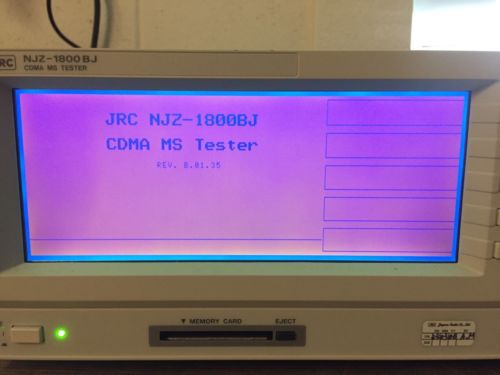 JRC NJZ-1800BJ
CDMA MS TESTER
JRC NJZ-1800BJ
CDMA MS Tester
REV. 8.01.35
▼ MEMORY CARD EJECT